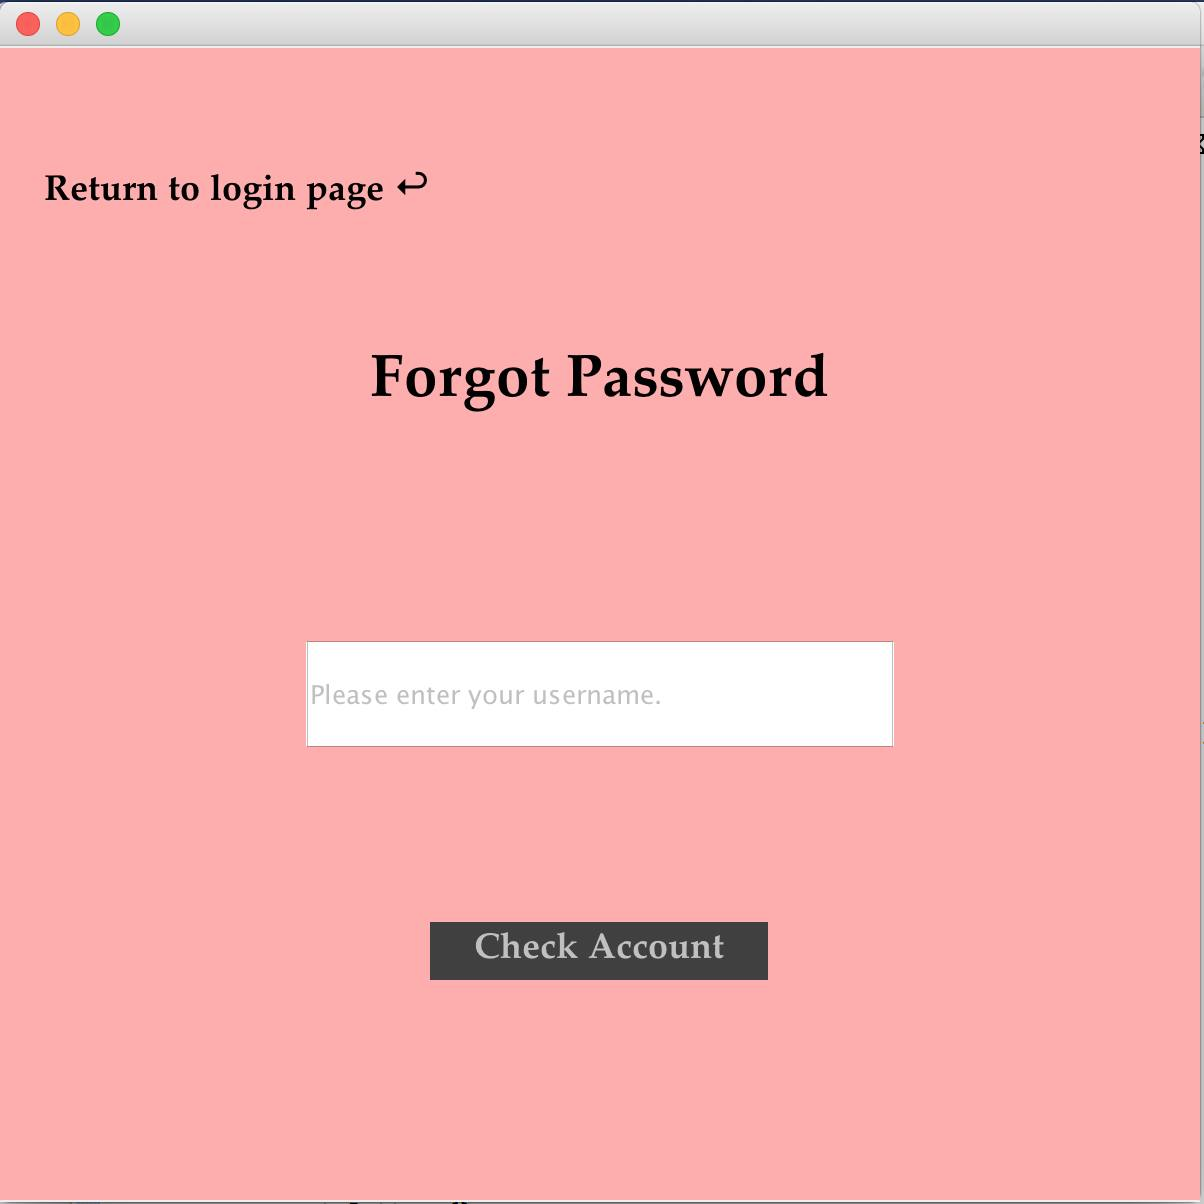 Return to login page ↩
Forgot Password
Please enter your username.
Check Account